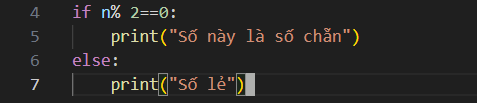 4 if n% 2==0:
5 print("Số này là số chẵn")
6 else:
7 print("Số lẻ")